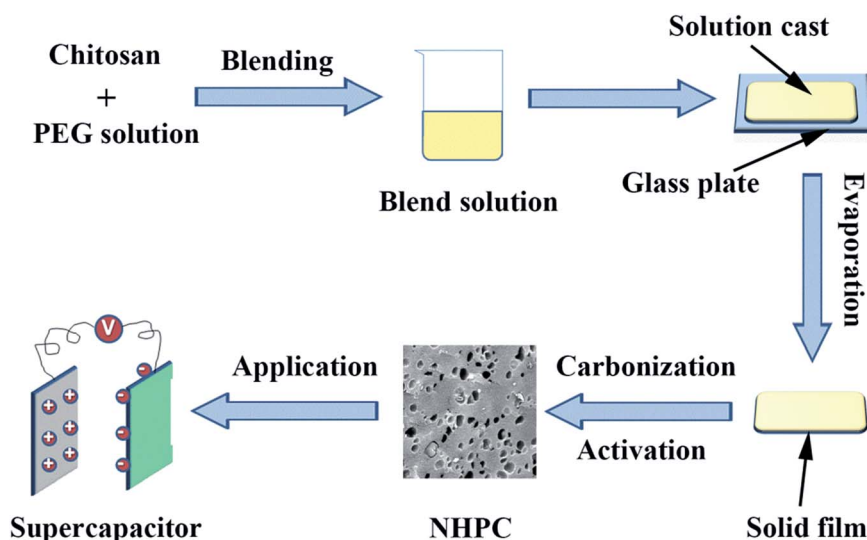 Chitosan
+
PEG solution
Blending
Blend solution
Solution cast
Glass plate
Evaporation
Solid film
Carbonization
Activation
NHPC
Application
V
+ +
+ +
+ +
-
-
-
-
Supercapacitor